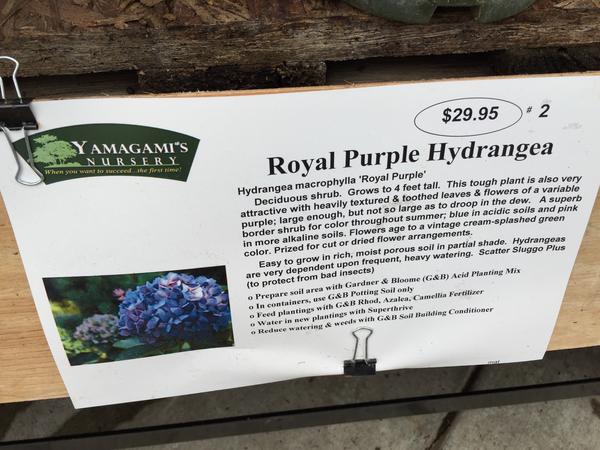 $29.95 # 2
YAMAGAMI'S
NURSERY
When you want to succeed...the first time!
Royal Purple Hydrangea
Hydrangea macrophylla 'Royal Purple'
Deciduous shrub. Grows to 4 feet tall. This tough plant is also very
attractive with heavily textured & toothed leaves & flowers of a variable
purple; large enough, but not so large as to droop in the dew. A superb
border shrub for color throughout summer; blue in acidic soils and pink
in more alkaline soils. Flowers age to a vintage cream-splashed green
color. Prized for cut or dried flower arrangements.
Easy to grow in rich, moist porous soil in partial shade. Hydrangeas
are very dependent upon frequent, heavy watering. Scatter Sluggo Plus
(to protect from bad insects)
o Prepare soil area with Gardner & Bloome (G&B) Acid Planting Mix
o In containers, use G&B Potting Soil only
o Feed plantings with G&B Rhod, Azalea, Camellia Fertilizer
o Water in new plantings with Superthrive
o Reduce watering & weeds with G&B Soil Building Conditioner